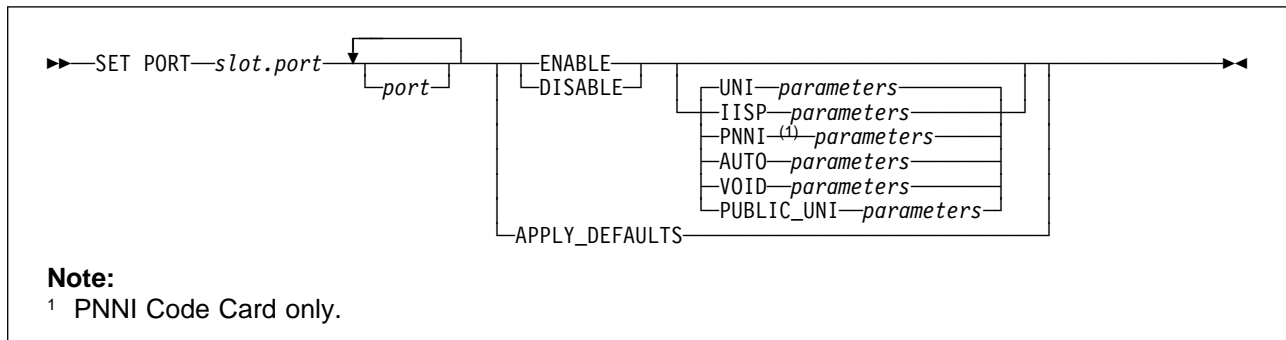 SET PORT slot.port ENABLE
port DISABLE UNI parameters
IISP parameters
PNNI (1) parameters
AUTO parameters
VOID parameters
PUBLIC_UNI parameters
APPLY_DEFAULTS
Note:
1 PNNI Code Card only.